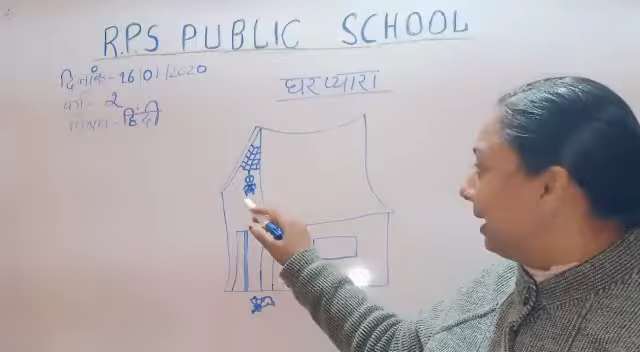 R.P.S PUBLIC SCHOOL
दिनांक - 16/01/2020
घर प्यारा
कक्षा - 2
विषय - हिंदी